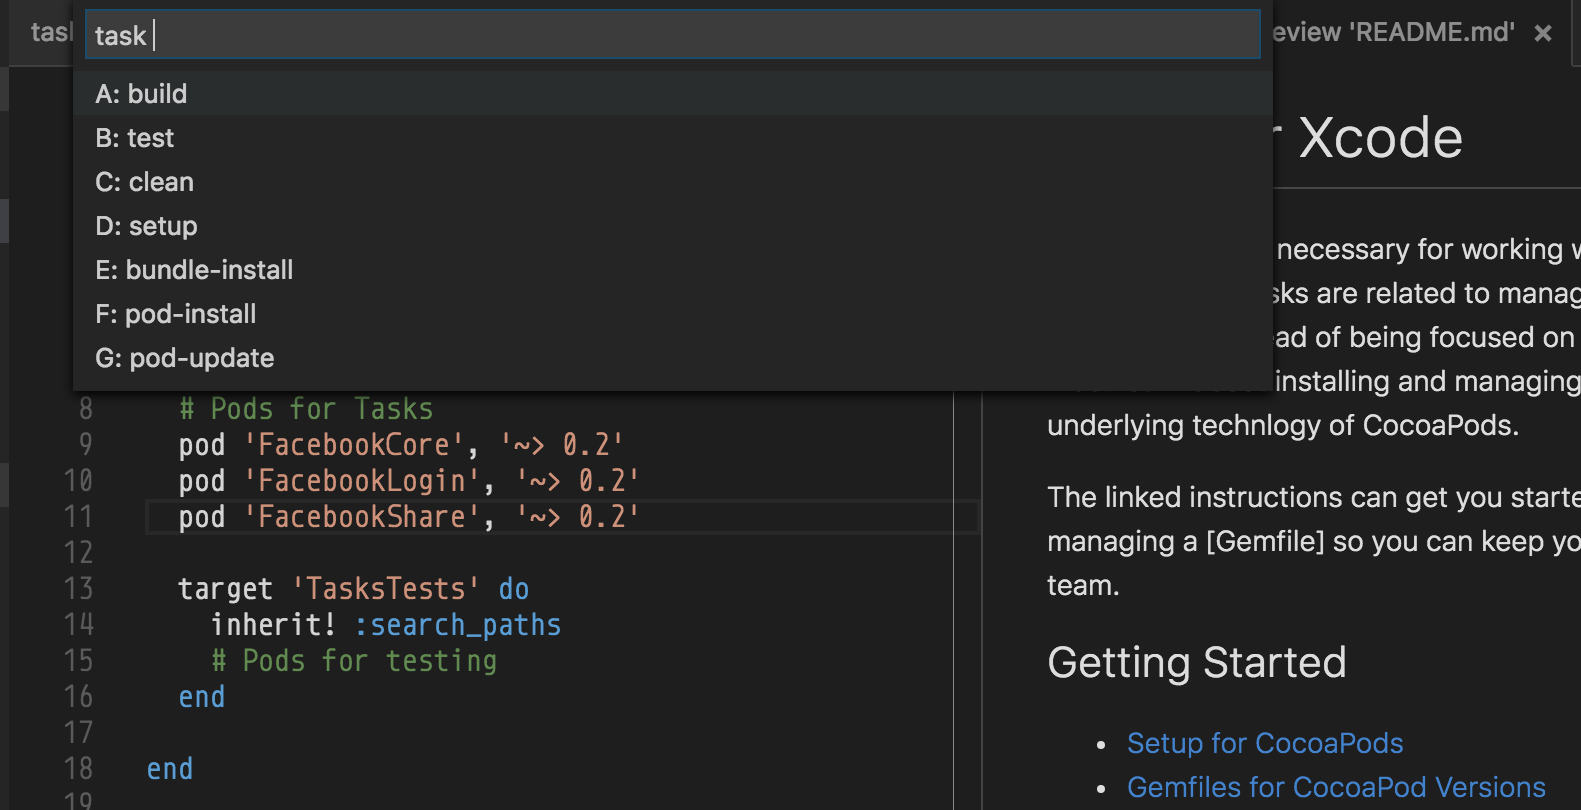 task
eview 'README.md' ×
A: build
B: test
C: clean
D: setup
E: bundle-install
F: pod-install
G: pod-update
8 # Pods for Tasks
9 pod 'FacebookCore', '~> 0.2'
10 pod 'FacebookLogin', '~> 0.2'
11 pod 'FacebookShare', '~> 0.2'
12
13 target 'TasksTests' do
14 inherit! :search_paths
15 # Pods for testing
16 end
17
18 end
19
Xcode
necessary for working
sks are related to manag
ad of being focused on
installing and managing
underlying technlogy of CocoaPods.
The linked instructions can get you starte
managing a [Gemfile] so you can keep yo
team.
Getting Started
• Setup for CocoaPods
• Gemfiles for CocoaPod Versions